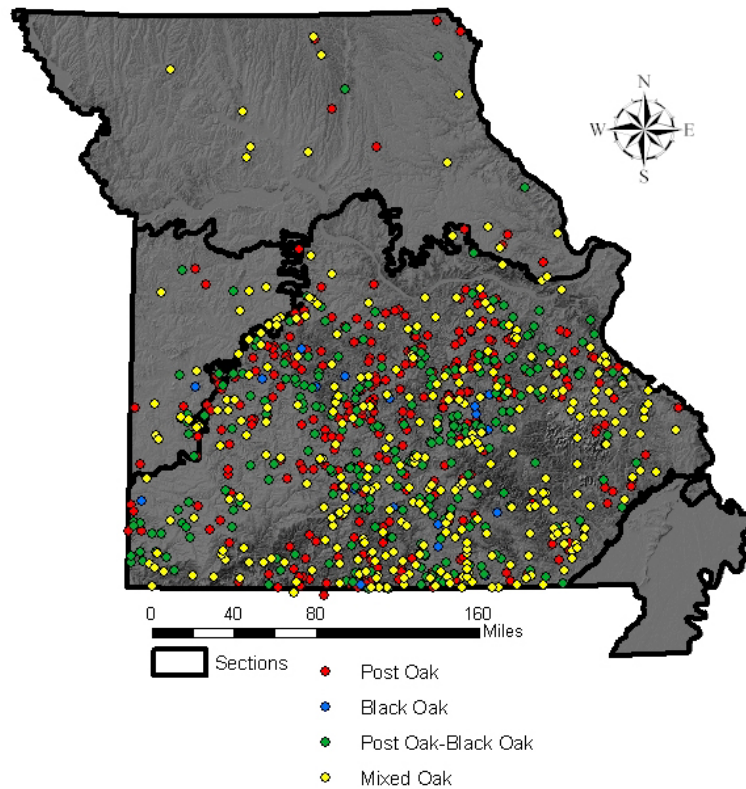 N
W E
S
0 40 80 160
Miles
Sections
Post Oak
Black Oak
Post Oak-Black Oak
Mixed Oak